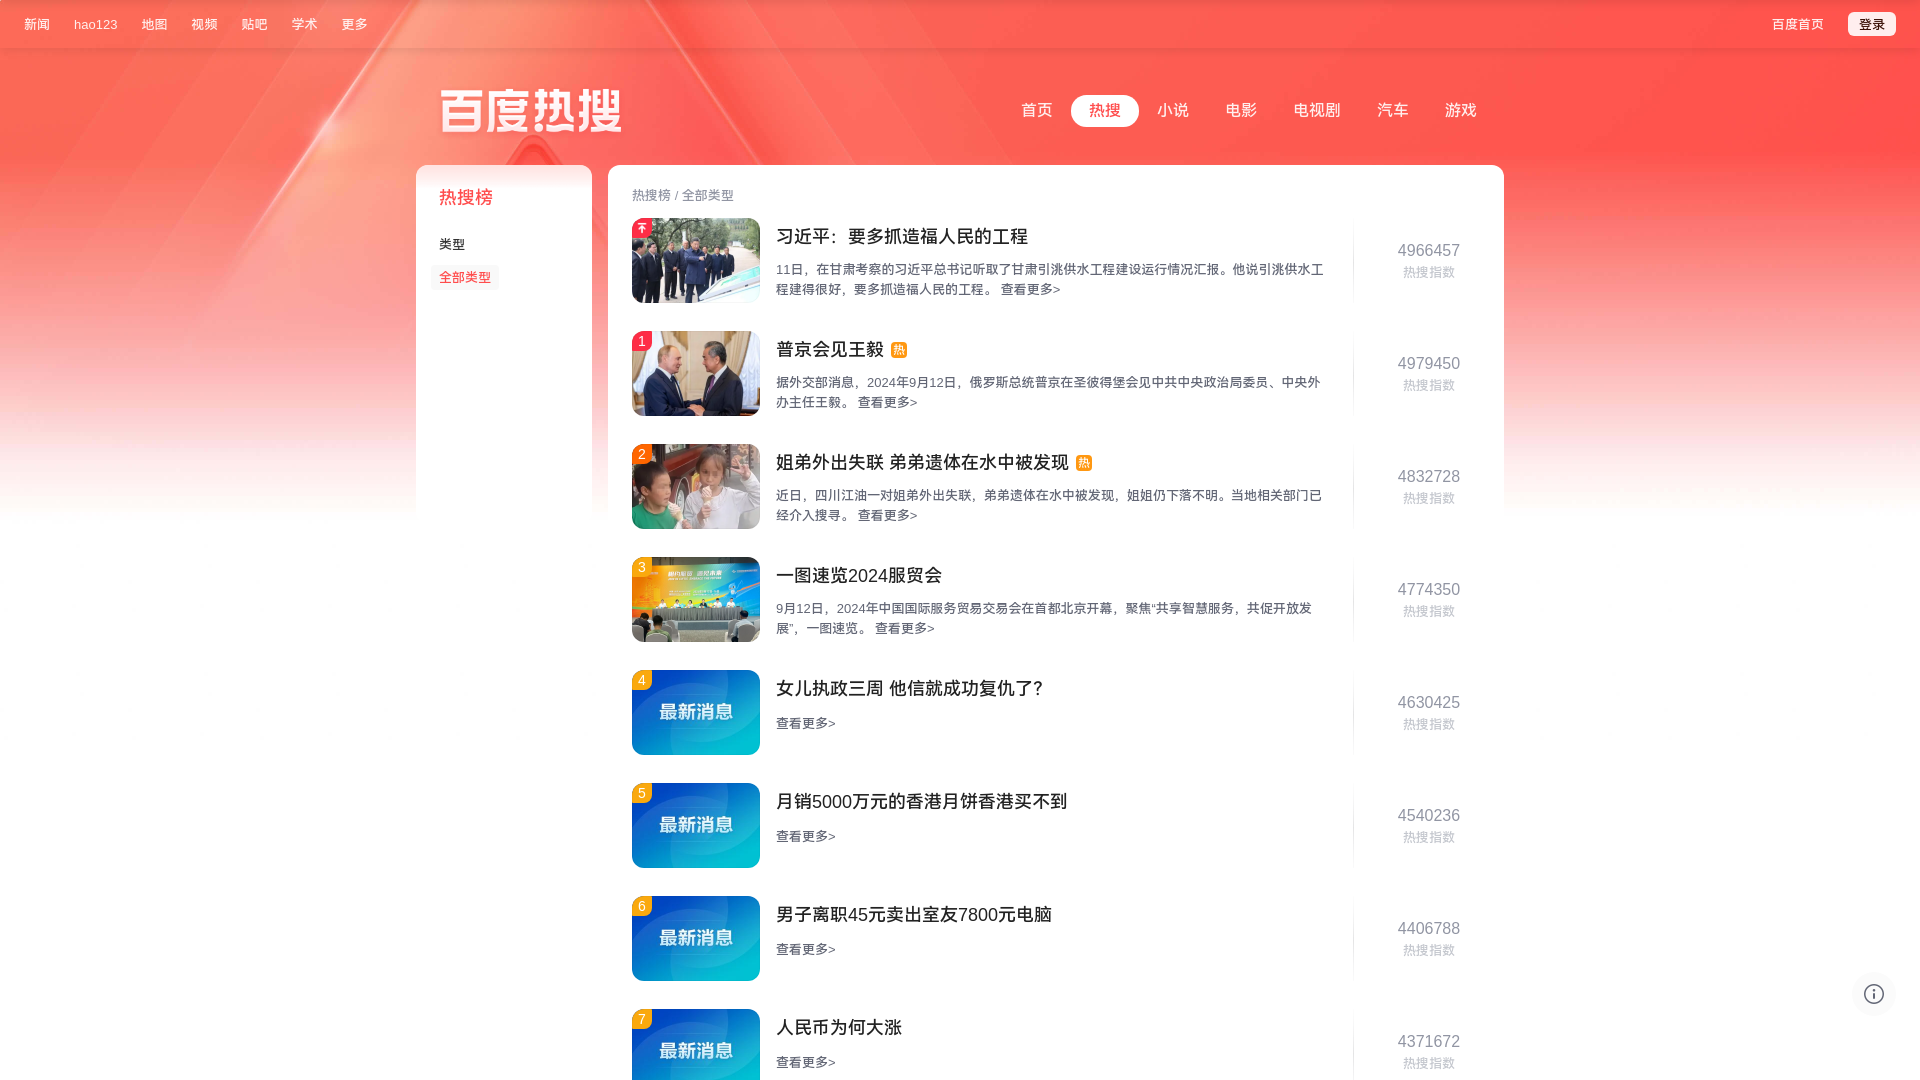 新闻 hao123 地图 视频 贴吧 学术 更多 百度首页 登录
百度热搜
首页 热搜 小说 电影 电视剧 汽车 游戏
热搜榜
类型
全部类型
热搜榜 / 全部类型
习近平：要多抓造福人民的工程
11日，在甘肃考察的习近平总书记听取了甘肃引洮供水工程建设运行情况汇报。他说引洮供水工
程建得很好，要多抓造福人民的工程。 查看更多>
4966457
热搜指数
1
普京会见王毅 热
据外交部消息，2024年9月12日，俄罗斯总统普京在圣彼得堡会见中共中央政治局委员、中央外
办主任王毅。 查看更多>
4979450
热搜指数
2
姐弟外出失联 弟弟遗体在水中被发现 热
近日，四川江油一对姐弟外出失联，弟弟遗体在水中被发现，姐姐仍下落不明。当地相关部门已
经介入搜寻。 查看更多>
4832728
热搜指数
3
一图速览2024服贸会
9月12日，2024年中国国际服务贸易交易会在首都北京开幕，聚焦“共享智慧服务，共促开放发
展”，一图速览。 查看更多>
4774350
热搜指数
4
最新消息
女儿执政三周 他信就成功复仇了？
查看更多>
4630425
热搜指数
5
最新消息
月销5000万元的香港月饼香港买不到
查看更多>
4540236
热搜指数
6
最新消息
男子离职45元卖出室友7800元电脑
查看更多>
4406788
热搜指数
7
最新消息
人民币为何大涨
查看更多>
4371672
热搜指数